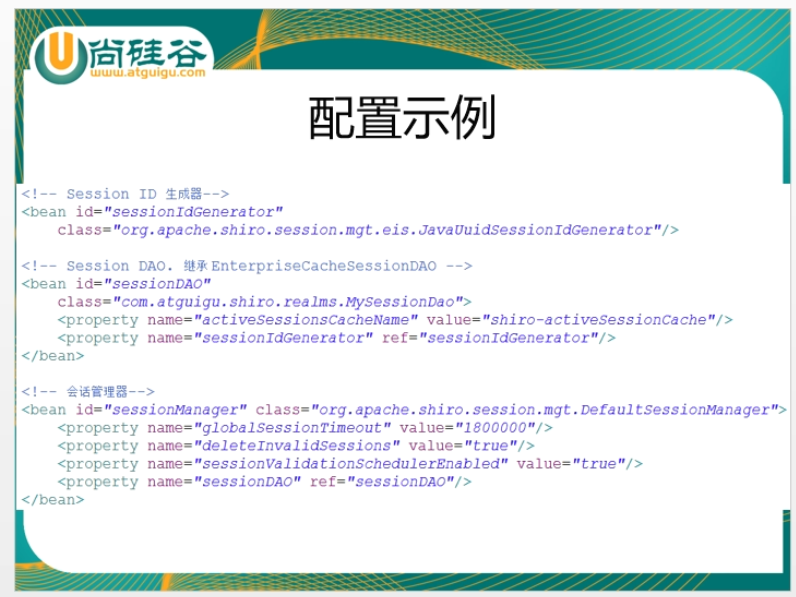 尚硅谷
www.atguigu.com
配置示例
<!-- Session ID 生成器-->
<bean id="sessionIdGenerator"
class="org.apache.shiro.session.mgt.eis.JavaUuidSessionIdGenerator"/>
<!-- Session DAO. 继承 EnterpriseCacheSessionDAO -->
<bean id="sessionDAO"
class="com.atguigu.shiro.realms.MySessionDao">
<property name="activeSessionsCacheName" value="shiro-activeSessionCache"/>
<property name="sessionIdGenerator" ref="sessionIdGenerator"/>
</bean>
<!-- 会话管理器-->
<bean id="sessionManager" class="org.apache.shiro.session.mgt.DefaultSessionManager">
<property name="globalSessionTimeout" value="1800000"/>
<property name="deleteInvalidSessions" value="true"/>
<property name="sessionValidationSchedulerEnabled" value="true"/>
<property name="sessionDAO" ref="sessionDAO"/>
</bean>